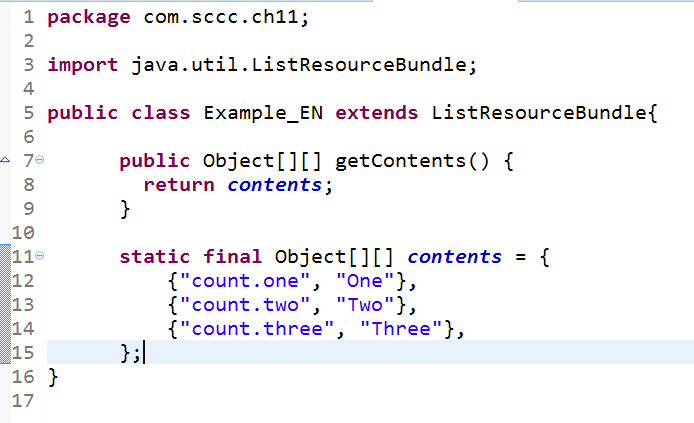 1 package com.sccc.ch11;
2
3 import java.util.ListResourceBundle;
4
5 public class Example_EN extends ListResourceBundle{
6
7 public Object[][] getContents() {
8 return contents;
9 }
10
11 static final Object[][] contents = {
12 {"count.one", "One"},
13 {"count.two", "Two"},
14 {"count.three", "Three"},
15 };
16 }
17